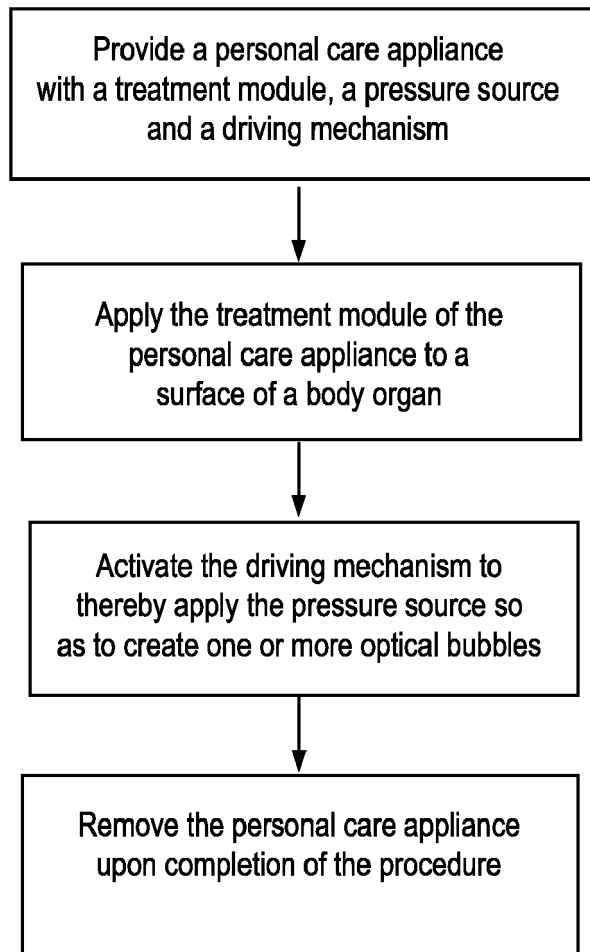 Provide a personal care appliance
with a treatment module, a pressure source
and a driving mechanism
Apply the treatment module of the
personal care appliance to a
surface of a body organ
Activate the driving mechanism to
thereby apply the pressure source so
as to create one or more optical bubbles
Remove the personal care appliance
upon completion of the procedure